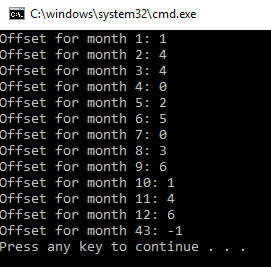 C:\windows\system32\cmd.exe
Offset for month 1: 1
Offset for month 2: 4
Offset for month 3: 4
Offset for month 4: 0
Offset for month 5: 2
Offset for month 6: 5
Offset for month 7: 0
Offset for month 8: 3
Offset for month 9: 6
Offset for month 10: 1
Offset for month 11: 4
Offset for month 12: 6
Offset for month 43: -1
Press any key to continue . . .